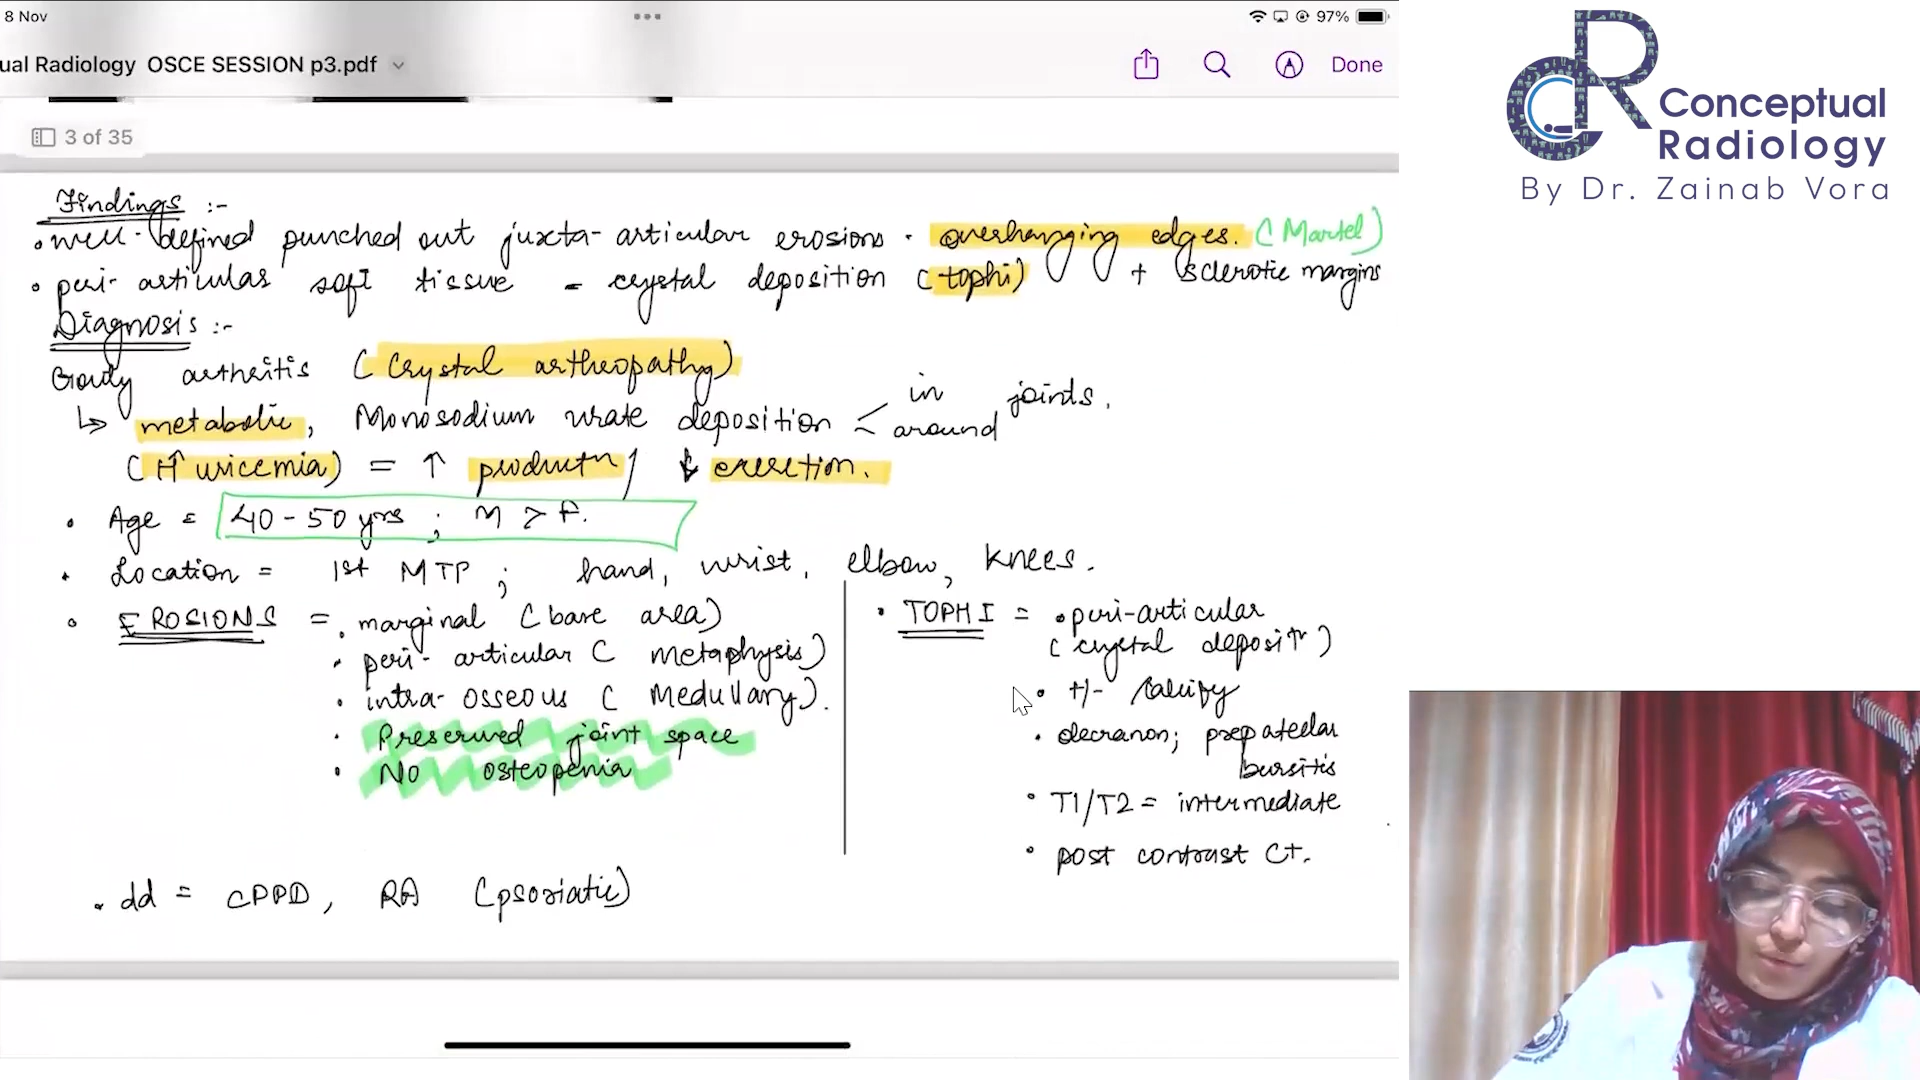 8 Nov
97%
ual Radiology OSCE SESSION p3.pdf
Done
3 of 35
CR Conceptual
Radiology
By Dr. Zainab Vora
Findings :-
• well-defined punched out juxta-articular erosions - overhanging edges. (Martel)
+ sclerotic margins
• peri-articular soft tissue = crystal deposition (tophi)
Diagnosis :-
Gouty arthritis (Crystal arthropathy)
↳ metabolic, Monosodium urate deposition < in around joints.
(H↑ uricemia) = ↑ productn / ↓ excretion.
• Age = 40-50 yrs ; M > F.
• Location = 1st MTP ; hand, wrist, elbow, knees.
• EROSIONS = • marginal (bare area)
• peri-articular (metaphysis)
• intra-osseous (Medullary).
• Preserved joint space
• No osteopenia
• TOPHI = • peri-articular
(crystal deposit↑)
• +/- calcify
• olecranon; prepatellar
bursitis
• T1/T2 = intermediate
• post contrast C+.
• dd = CPPD, RA (psoriatic)